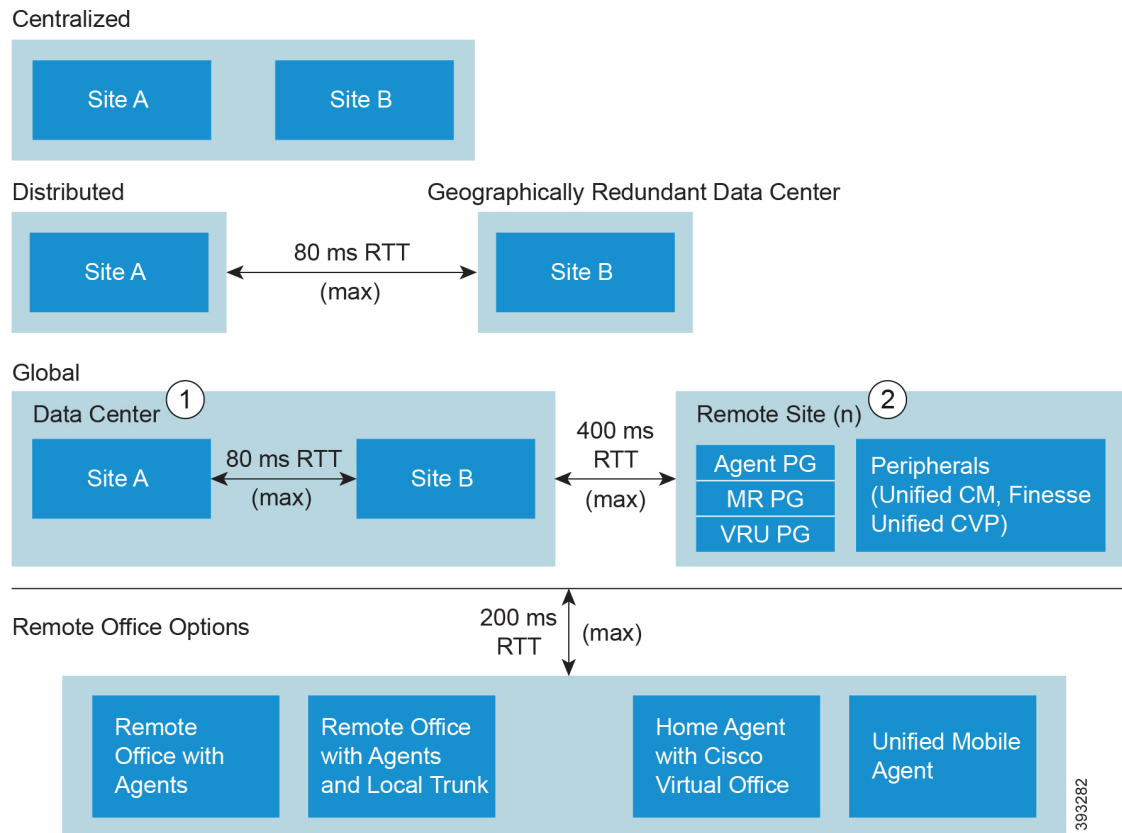 Centralized
Site A
Site B
Distributed
Geographically Redundant Data Center
Site A
80 ms RTT
(max)
Site B
Global
Data Center
1
Site A
80 ms RTT
(max)
Site B
400 ms
RTT
(max)
Remote Site (n)
2
Agent PG
MR PG
VRU PG
Peripherals
(Unified CM, Finesse
Unified CVP)
Remote Office Options
200 ms
RTT
(max)
Remote
Office with
Agents
Remote Office
with Agents
and Local Trunk
Home Agent
with Cisco
Virtual Office
Unified Mobile
Agent
393282